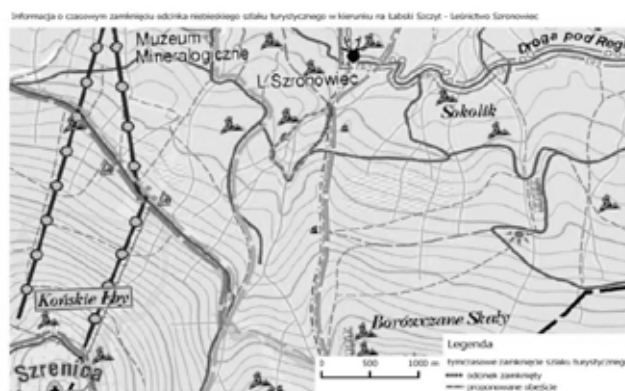 Informacja o czasowym zamknięciu odcinka niebieskiego szlaku turystycznego w kierunku na Łabski Szczyt - Leśnictwo Szronowiec
Muzeum
Mineralogiczne
L. Szronowiec
Droga pod Reg
Sokolik
Końskie Łby
Borówczane Skały
Szrenica
0 500 1000 m
Legenda
tymczasowe zamknięcie szlaku turystycznego
odcinek zamknięty
proponowane obejście